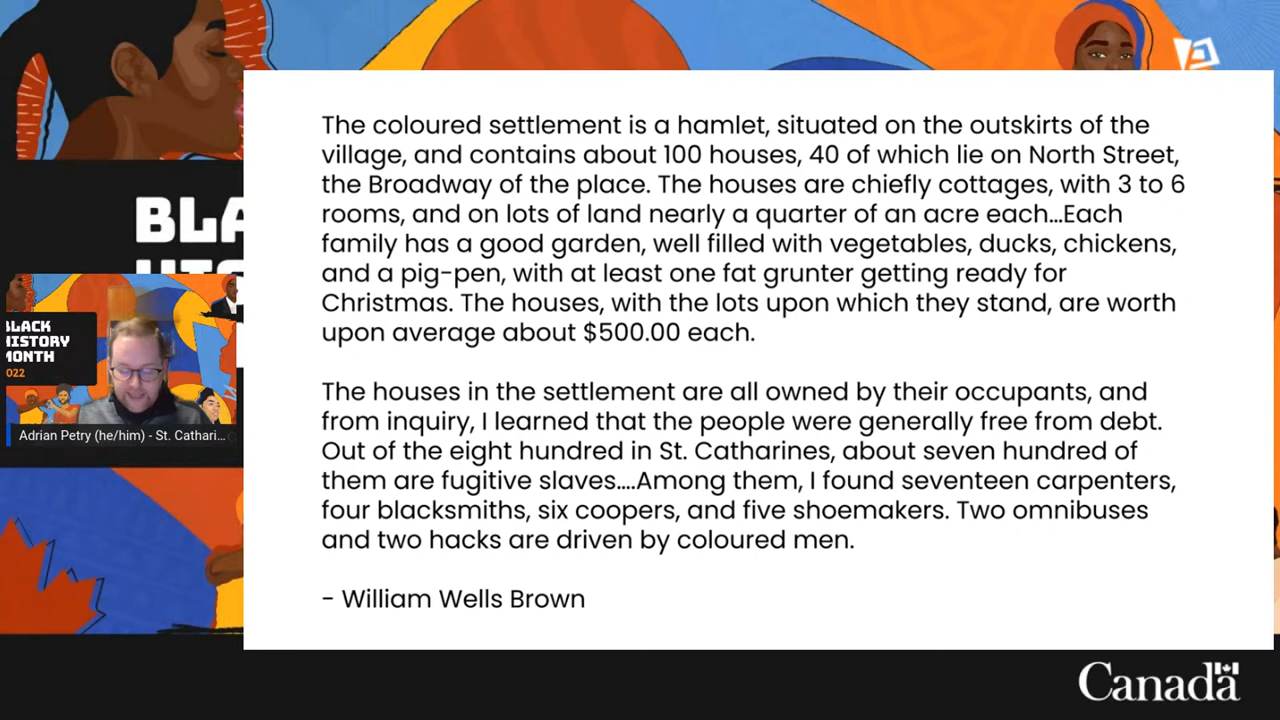 The coloured settlement is a hamlet, situated on the outskirts of the
village, and contains about 100 houses, 40 of which lie on North Street,
the Broadway of the place. The houses are chiefly cottages, with 3 to 6
rooms, and on lots of land nearly a quarter of an acre each...Each
family has a good garden, well filled with vegetables, ducks, chickens,
and a pig-pen, with at least one fat grunter getting ready for
Christmas. The houses, with the lots upon which they stand, are worth
upon average about $500.00 each.
The houses in the settlement are all owned by their occupants, and
from inquiry, I learned that the people were generally free from debt.
Out of the eight hundred in St. Catharines, about seven hundred of
them are fugitive slaves....Among them, I found seventeen carpenters,
four blacksmiths, six coopers, and five shoemakers. Two omnibuses
and two hacks are driven by coloured men.
- William Wells Brown
BLA
BLACK
HISTORY
MONTH
2022
Adrian Petry (he/him) - St. Cathari...
Canada